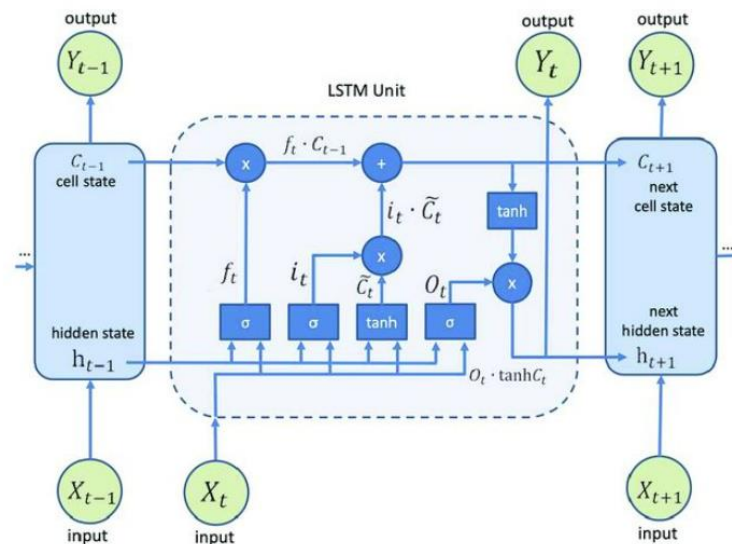 output
output
output
Y_{t-1}
Y_t
Y_{t+1}
LSTM Unit
C_{t-1}
cell state
x
f_t · C_{t-1}
+
C_{t+1}
next
cell state
i_t · C̃_t
tanh
...
...
f_t
i_t
x
C̃_t
O_t
x
hidden state
h_{t-1}
σ
σ
tanh
σ
next
hidden state
h_{t+1}
O_t · tanhC_t
X_{t-1}
X_t
X_{t+1}
input
input
input